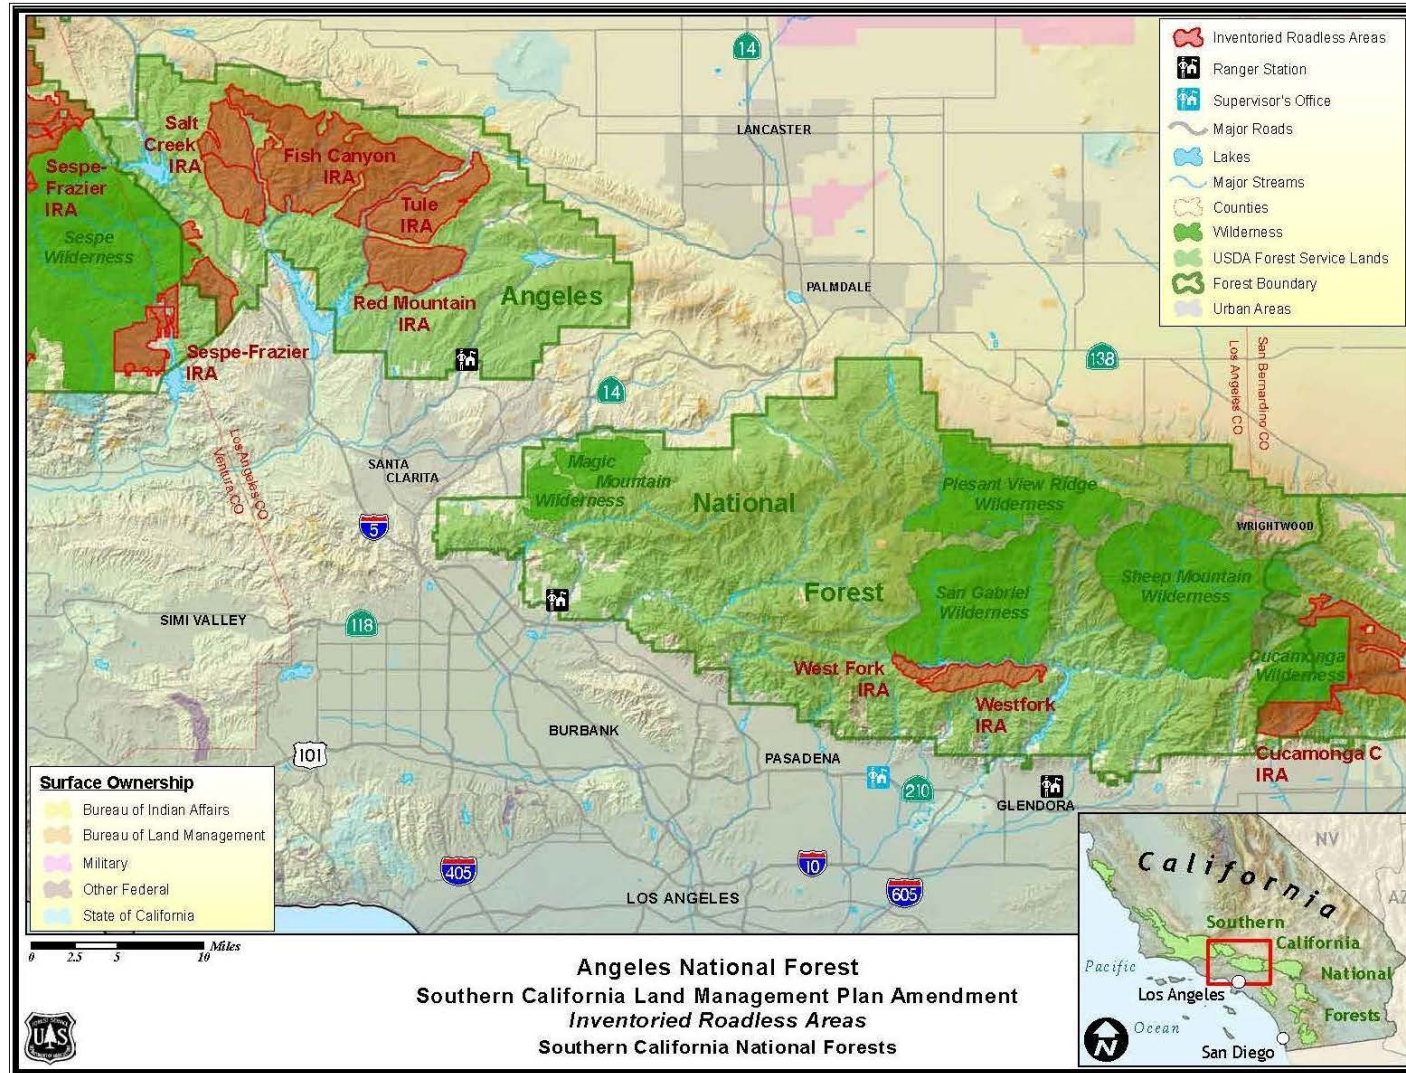 Inventoried Roadless Areas
Ranger Station
Supervisor's Office
Major Roads
Lakes
Major Streams
Counties
Wilderness
USDA Forest Service Lands
Forest Boundary
Urban Areas
14
LANCASTER
Salt
Creek
IRA
Fish Canyon
IRA
Sespe-
Frazier
IRA
Tule
IRA
Sespe
Wilderness
PALMDALE
Angeles
Red Mountain
IRA
Sespe-Frazier
IRA
138
Los Angeles CO
San Bernardino CO
14
Los Angeles CO
Ventura CO
SANTA
CLARITA
Magic
Mountain
Wilderness
National
Plesant View Ridge
Wilderness
5
WRIGHTWOOD
Forest
San Gabriel
Wilderness
Sheep Mountain
Wilderness
SIMI VALLEY
118
Cucamonga
Wilderness
West Fork
IRA
Westfork
IRA
BURBANK
101
PASADENA
Cucamonga C
IRA
210
GLENDORA
Surface Ownership
Bureau of Indian Affairs
Bureau of Land Management
Military
Other Federal
State of California
405
10
605
LOS ANGELES
0 2.5 5 10 Miles
Angeles National Forest
Southern California Land Management Plan Amendment
Inventoried Roadless Areas
Southern California National Forests
FOREST SERVICE
U S
DEPARTMENT OF AGRICULTURE
NV
California
AZ
Southern
California
National
Forests
Pacific
Ocean
Los Angeles
San Diego
N